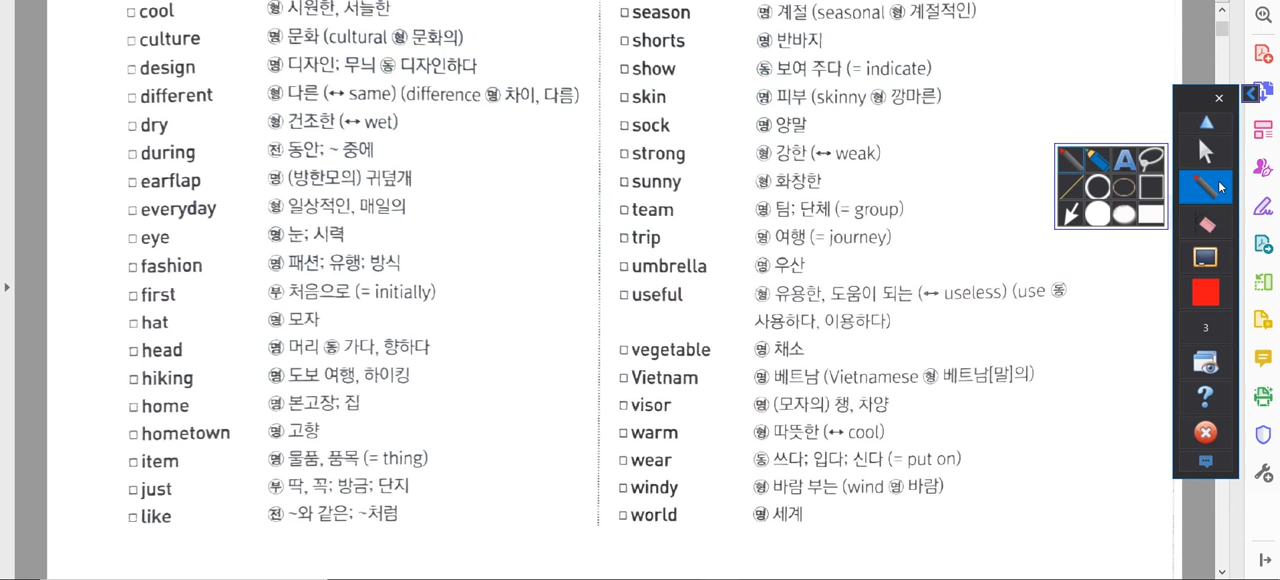 □ cool 형 시원한, 서늘한
□ culture 명 문화 (cultural 형 문화의)
□ design 명 디자인; 무늬 동 디자인하다
□ different 형 다른 (↔ same) (difference 명 차이, 다름)
□ dry 형 건조한 (↔ wet)
□ during 전 동안; ~ 중에
□ earflap 명 (방한모의) 귀덮개
□ everyday 형 일상적인, 매일의
□ eye 명 눈; 시력
□ fashion 명 패션; 유행; 방식
□ first 부 처음으로 (= initially)
□ hat 명 모자
□ head 명 머리 동 가다, 향하다
□ hiking 명 도보 여행, 하이킹
□ home 명 본고장; 집
□ hometown 명 고향
□ item 명 물품, 품목 (= thing)
□ just 부 딱, 꼭; 방금; 단지
□ like 전 ~와 같은; ~처럼
□ season 명 계절 (seasonal 형 계절적인)
□ shorts 명 반바지
□ show 동 보여 주다 (= indicate)
□ skin 명 피부 (skinny 형 깡마른)
□ sock 명 양말
□ strong 형 강한 (↔ weak)
□ sunny 형 화창한
□ team 명 팀; 단체 (= group)
□ trip 명 여행 (= journey)
□ umbrella 명 우산
□ useful 형 유용한, 도움이 되는 (↔ useless) (use 동
사용하다, 이용하다)
□ vegetable 명 채소
□ Vietnam 명 베트남 (Vietnamese 형 베트남[말]의)
□ visor 명 (모자의) 챙, 차양
□ warm 형 따뜻한 (↔ cool)
□ wear 동 쓰다; 입다; 신다 (= put on)
□ windy 형 바람 부는 (wind 명 바람)
□ world 명 세계
A
3
?